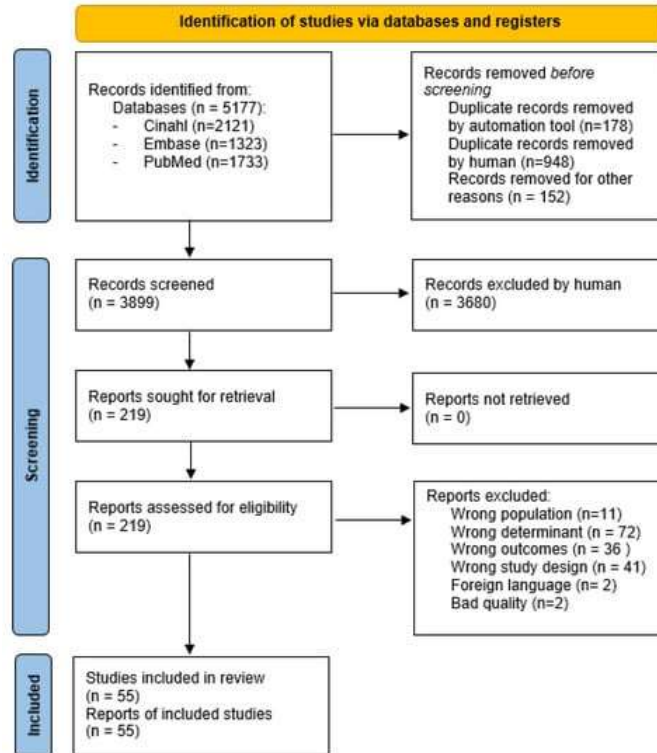 Identification of studies via databases and registers
Identification
Records identified from:
Databases (n = 5177):
- Cinahl (n=2121)
- Embase (n=1323)
- PubMed (n=1733)
Records removed before
screening
Duplicate records removed
by automation tool (n=178)
Duplicate records removed
by human (n=948)
Records removed for other
reasons (n = 152)
Screening
Records screened
(n = 3899)
Records excluded by human
(n = 3680)
Reports sought for retrieval
(n = 219)
Reports not retrieved
(n = 0)
Reports assessed for eligibility
(n = 219)
Reports excluded:
Wrong population (n=11)
Wrong determinant (n = 72)
Wrong outcomes (n = 36 )
Wrong study design (n = 41)
Foreign language (n= 2)
Bad quality (n=2)
Included
Studies included in review
(n = 55)
Reports of included studies
(n = 55)